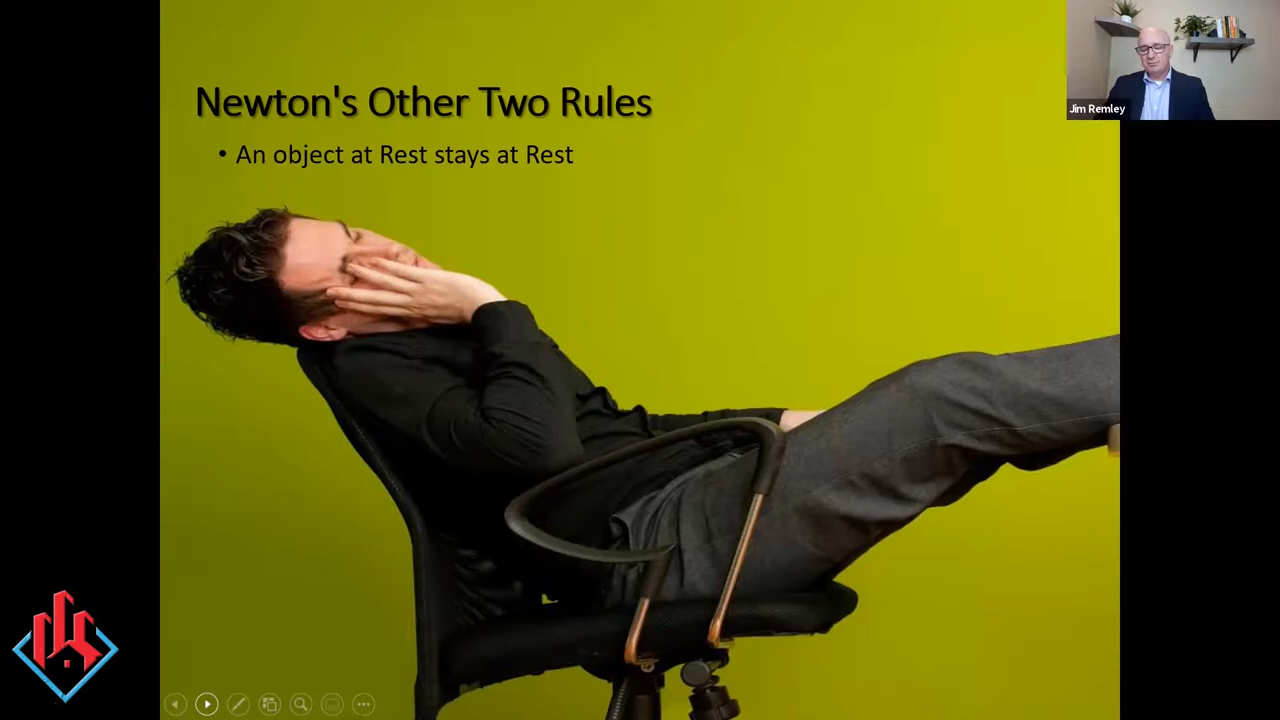 Newton's Other Two Rules
• An object at Rest stays at Rest
Jim Remley